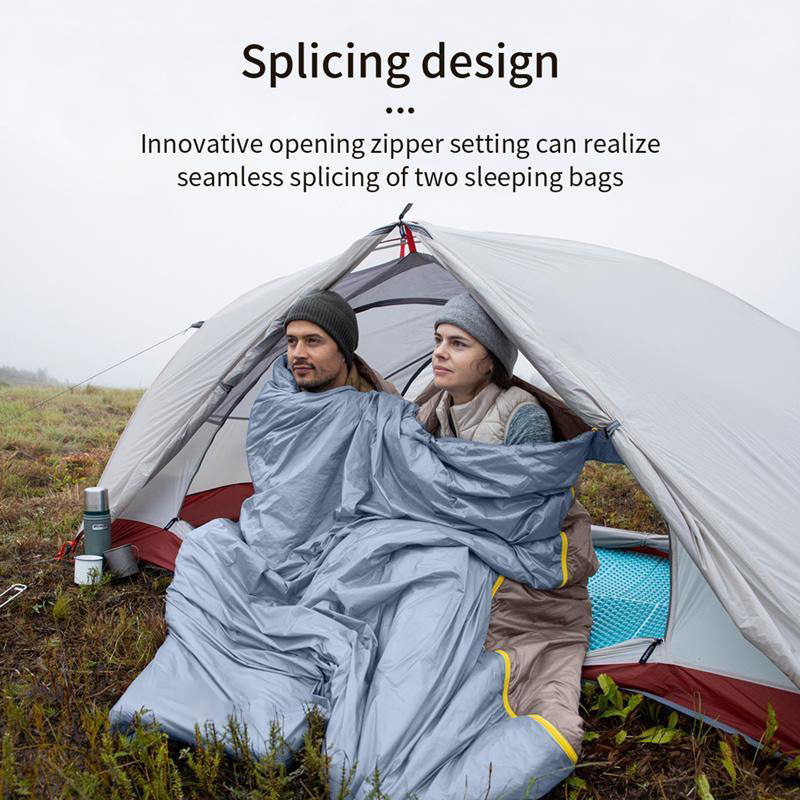 Splicing design
...
Innovative opening zipper setting can realize
seamless splicing of two sleeping bags